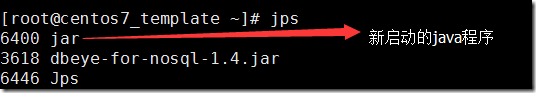 [root@centos7_template ~]# jps
6400 jar 新启动的java程序
3618 dbeye-for-nosql-1.4.jar
6446 Jps